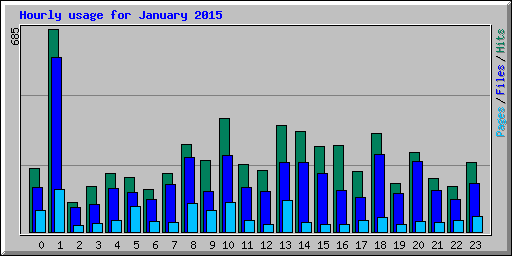 Hourly usage for January 2015
685
Pages / Files / Hits
0 1 2 3 4 5 6 7 8 9 10 11 12 13 14 15 16 17 18 19 20 21 22 23